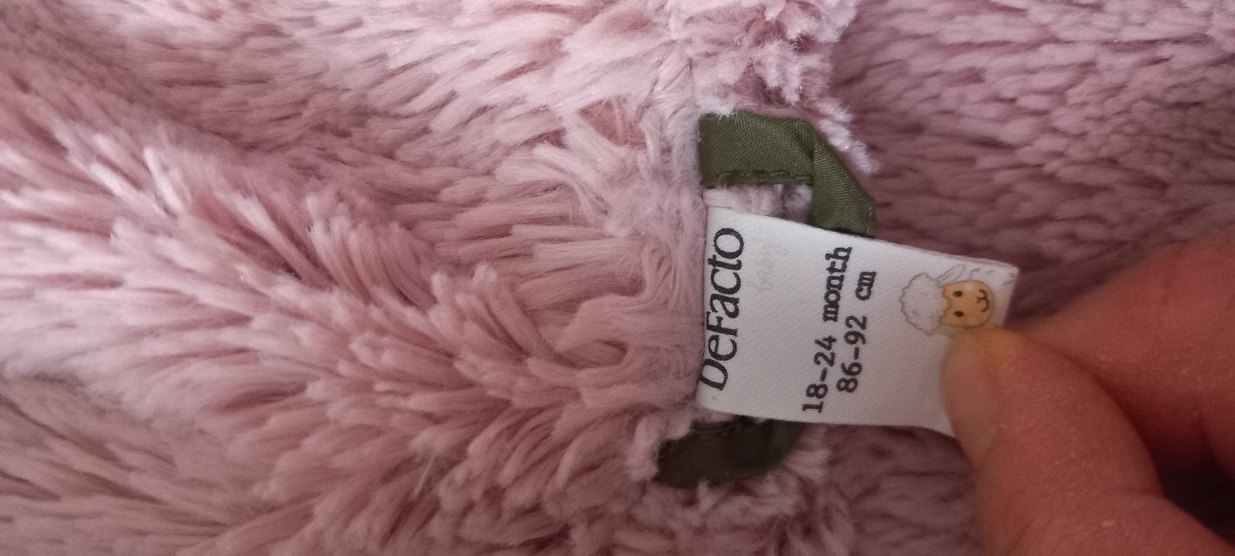 DeFacto
18-24 month
86-92 cm